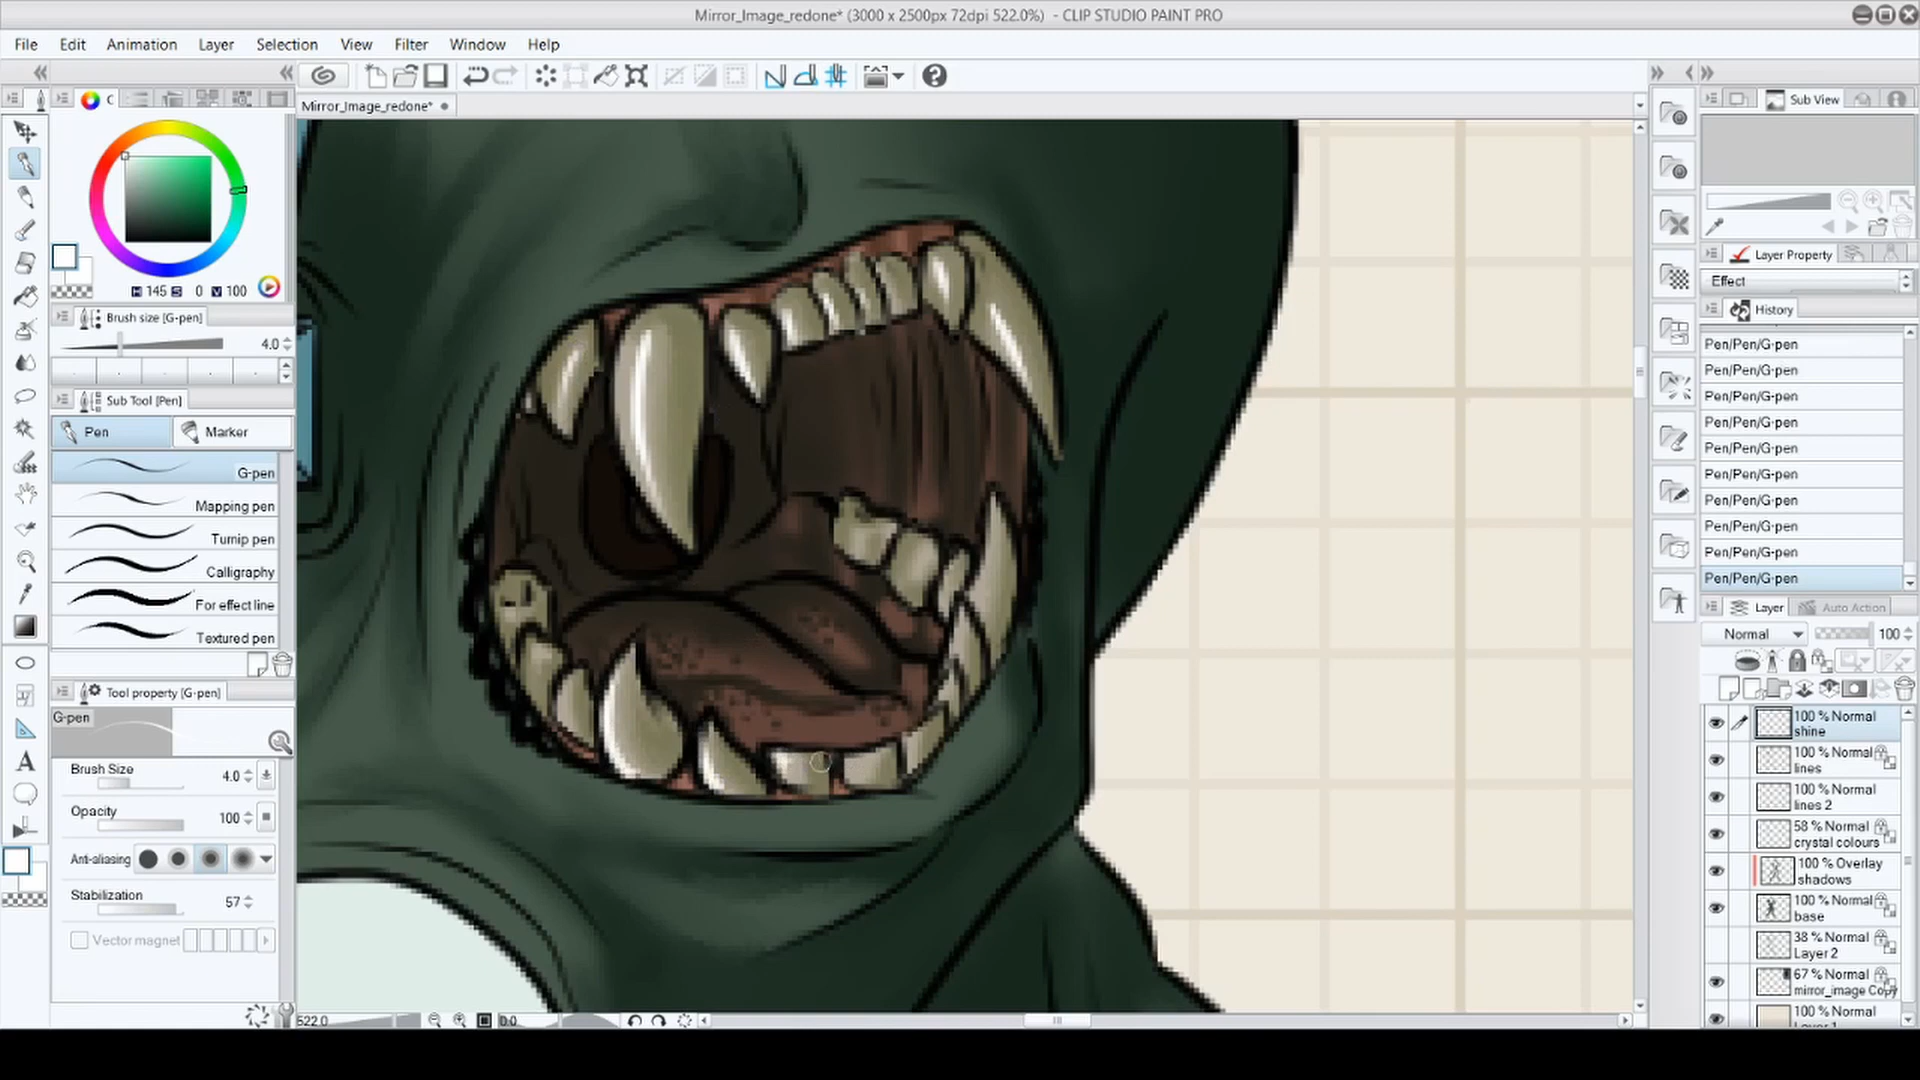 Mirror_Image_redone* (3000 x 2500px 72dpi 522.0%) - CLIP STUDIO PAINT PRO
File Edit Animation Layer Selection View Filter Window Help
Mirror_Image_redone*
C
Sub View
H 145 S 0 V 100
Brush size [G-pen]
4.0
Sub Tool [Pen]
Pen
Marker
G-pen
Mapping pen
Turnip pen
Calligraphy
For effect line
Textured pen
Tool property [G-pen]
G-pen
Brush Size 4.0
Opacity 100
Anti-aliasing
Stabilization 57
Vector magnet
A
522.0
0.0
Layer Property
Effect
History
Pen/Pen/G-pen
Pen/Pen/G-pen
Pen/Pen/G-pen
Pen/Pen/G-pen
Pen/Pen/G-pen
Pen/Pen/G-pen
Pen/Pen/G-pen
Pen/Pen/G-pen
Pen/Pen/G-pen
Pen/Pen/G-pen
Layer
Auto Action
Normal 100
100 % Normal
shine
100 % Normal
lines
100 % Normal
lines 2
58 % Normal
crystal colours
100 % Overlay
shadows
100 % Normal
base
38 % Normal
Layer 2
67 % Normal
mirror_image Copy
100 % Normal
Layer 1